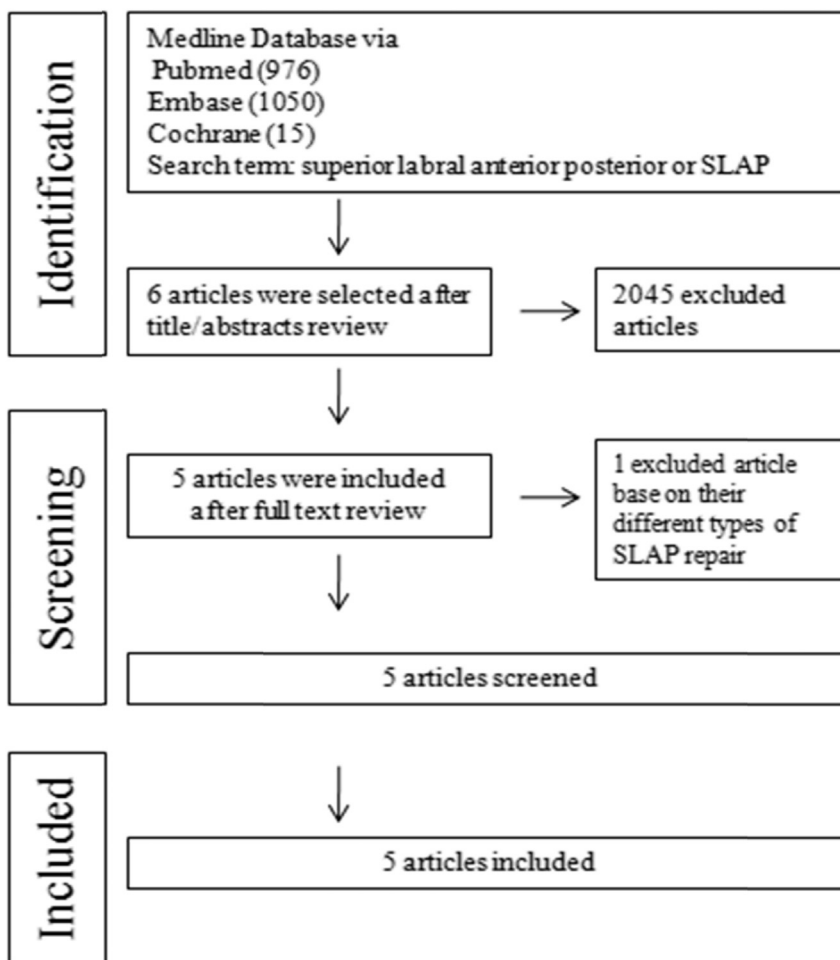 Identification
Medline Database via
Pubmed (976)
Embase (1050)
Cochrane (15)
Search term: superior labral anterior posterior or SLAP
6 articles were selected after
title/abstracts review
2045 excluded
articles
Screening
5 articles were included
after full text review
1 excluded article
base on their
different types of
SLAP repair
5 articles screened
Included
5 articles included